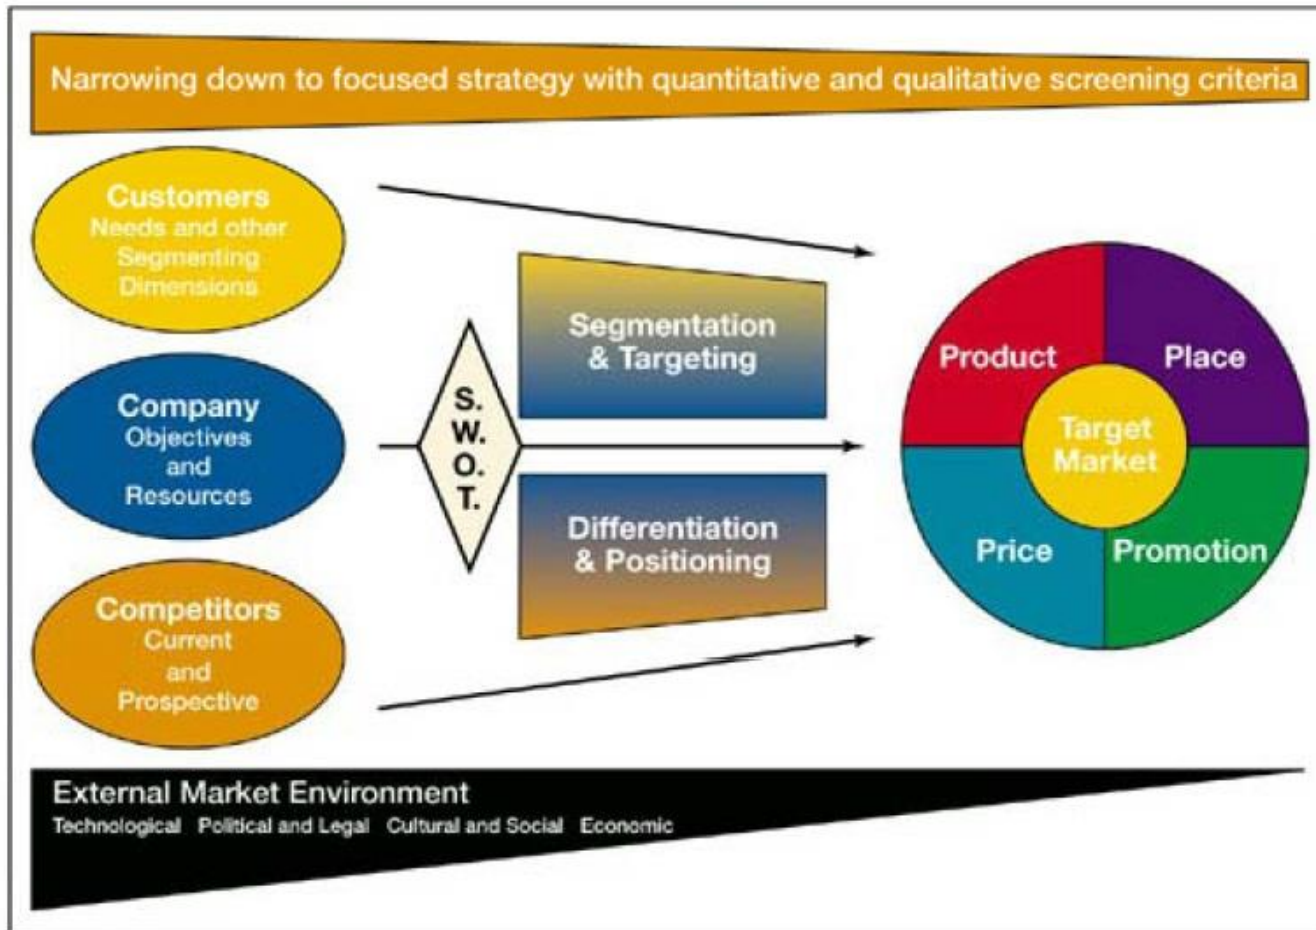 Narrowing down to focused strategy with quantitative and qualitative screening criteria
Customers
Needs and other
Segmenting
Dimensions
Company
Objectives
and
Resources
Competitors
Current
and
Prospective
S.
W.
O.
T.
Segmentation
& Targeting
Differentiation
& Positioning
Product
Place
Target
Market
Price
Promotion
External Market Environment
Technological Political and Legal Cultural and Social Economic